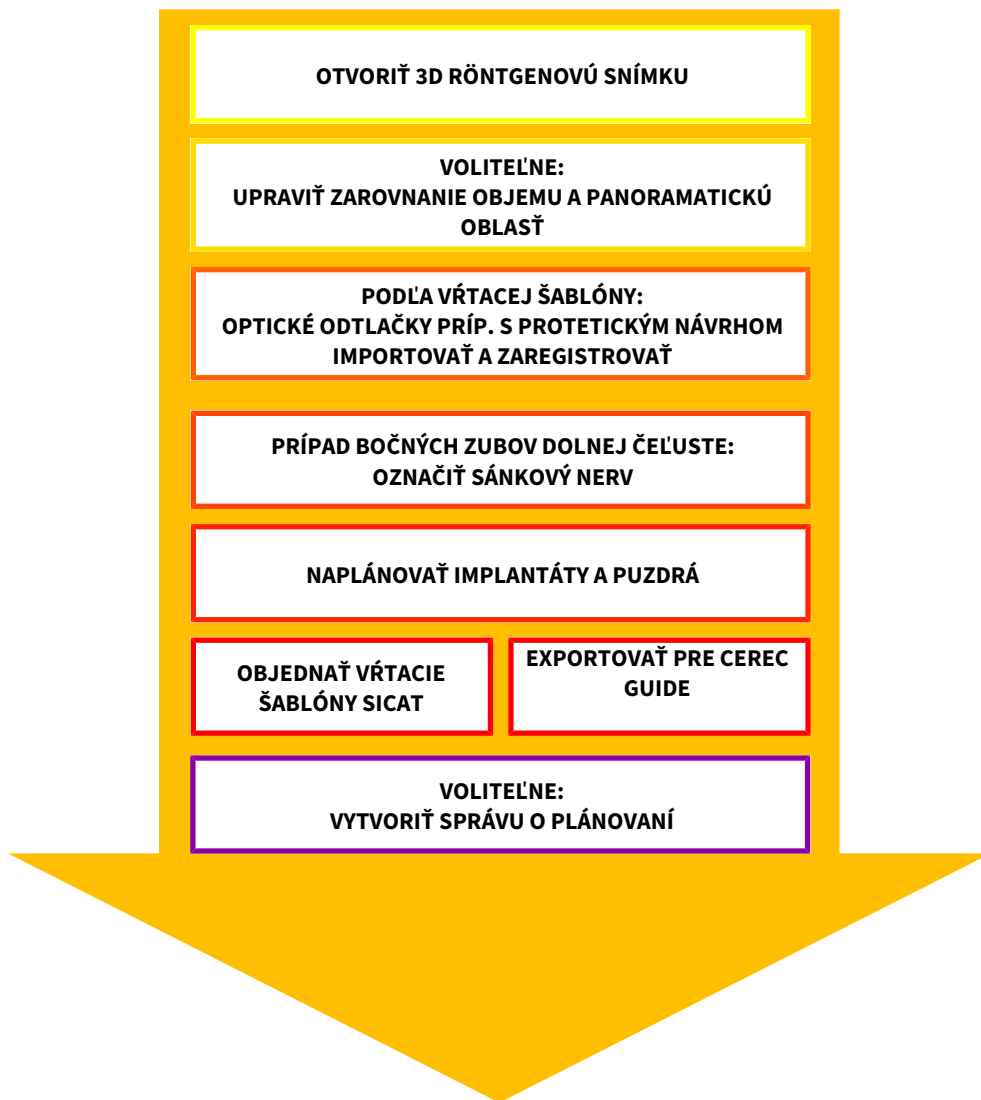 OTVORIŤ 3D RÖNTGENOVÚ SNÍMKU
VOLITEĽNE:
UPRAVIŤ ZAROVNANIE OBJEMU A PANORAMATICKÚ
OBLASŤ
PODĽA VŔTACEJ ŠABLÓNY:
OPTICKÉ ODTLAČKY PRÍP. S PROTETICKÝM NÁVRHOM
IMPORTOVAŤ A ZAREGISTROVAŤ
PRÍPAD BOČNÝCH ZUBOV DOLNEJ ČEĽUSTE:
OZNAČIŤ SÁNKOVÝ NERV
NAPLÁNOVAŤ IMPLANTÁTY A PUZDRÁ
OBJEDNAŤ VŔTACIE
ŠABLÓNY SICAT
EXPORTOVAŤ PRE CEREC
GUIDE
VOLITEĽNE:
VYTVORIŤ SPRÁVU O PLÁNOVANÍ